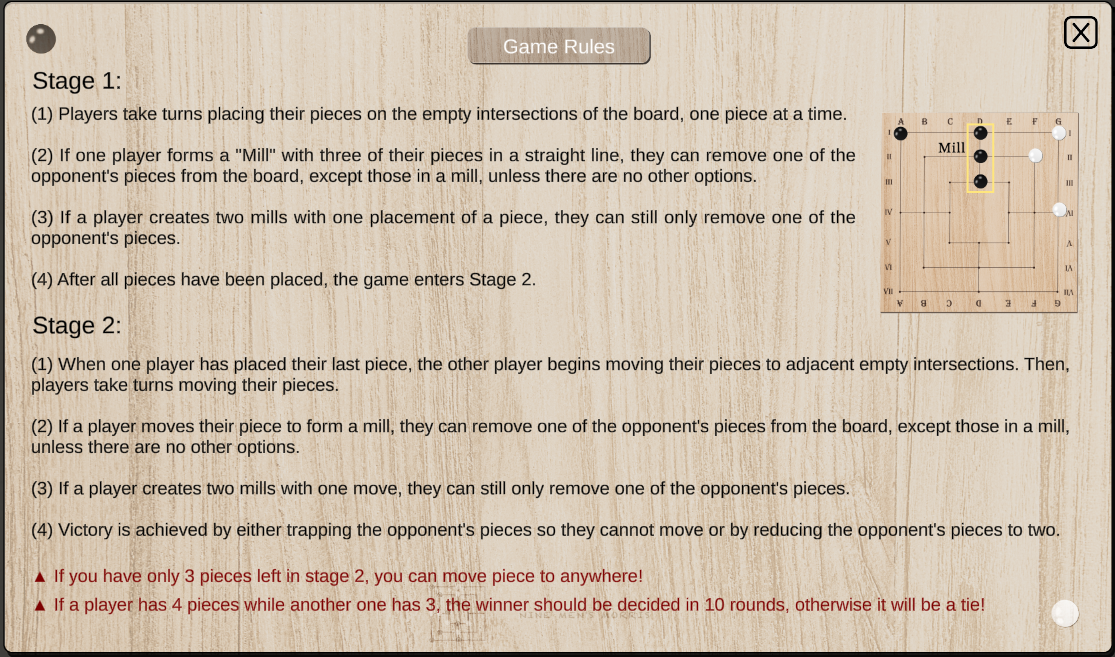 Game Rules
Stage 1:
(1) Players take turns placing their pieces on the empty intersections of the board, one piece at a time.
(2) If one player forms a "Mill" with three of their pieces in a straight line, they can remove one of the
opponent's pieces from the board, except those in a mill, unless there are no other options.
(3) If a player creates two mills with one placement of a piece, they can still only remove one of the
opponent's pieces.
(4) After all pieces have been placed, the game enters Stage 2.
A B C D E F G
I I
Mill
II II
III III
IV VI
V V
VI IV
VII IIV
A B C D E F G
Stage 2:
(1) When one player has placed their last piece, the other player begins moving their pieces to adjacent empty intersections. Then,
players take turns moving their pieces.
(2) If a player moves their piece to form a mill, they can remove one of the opponent's pieces from the board, except those in a mill,
unless there are no other options.
(3) If a player creates two mills with one move, they can still only remove one of the opponent's pieces.
(4) Victory is achieved by either trapping the opponent's pieces so they cannot move or by reducing the opponent's pieces to two.
▲ If you have only 3 pieces left in stage 2, you can move piece to anywhere!
▲ If a player has 4 pieces while another one has 3, the winner should be decided in 10 rounds, otherwise it will be a tie!
NINE MEN'S MORRIS